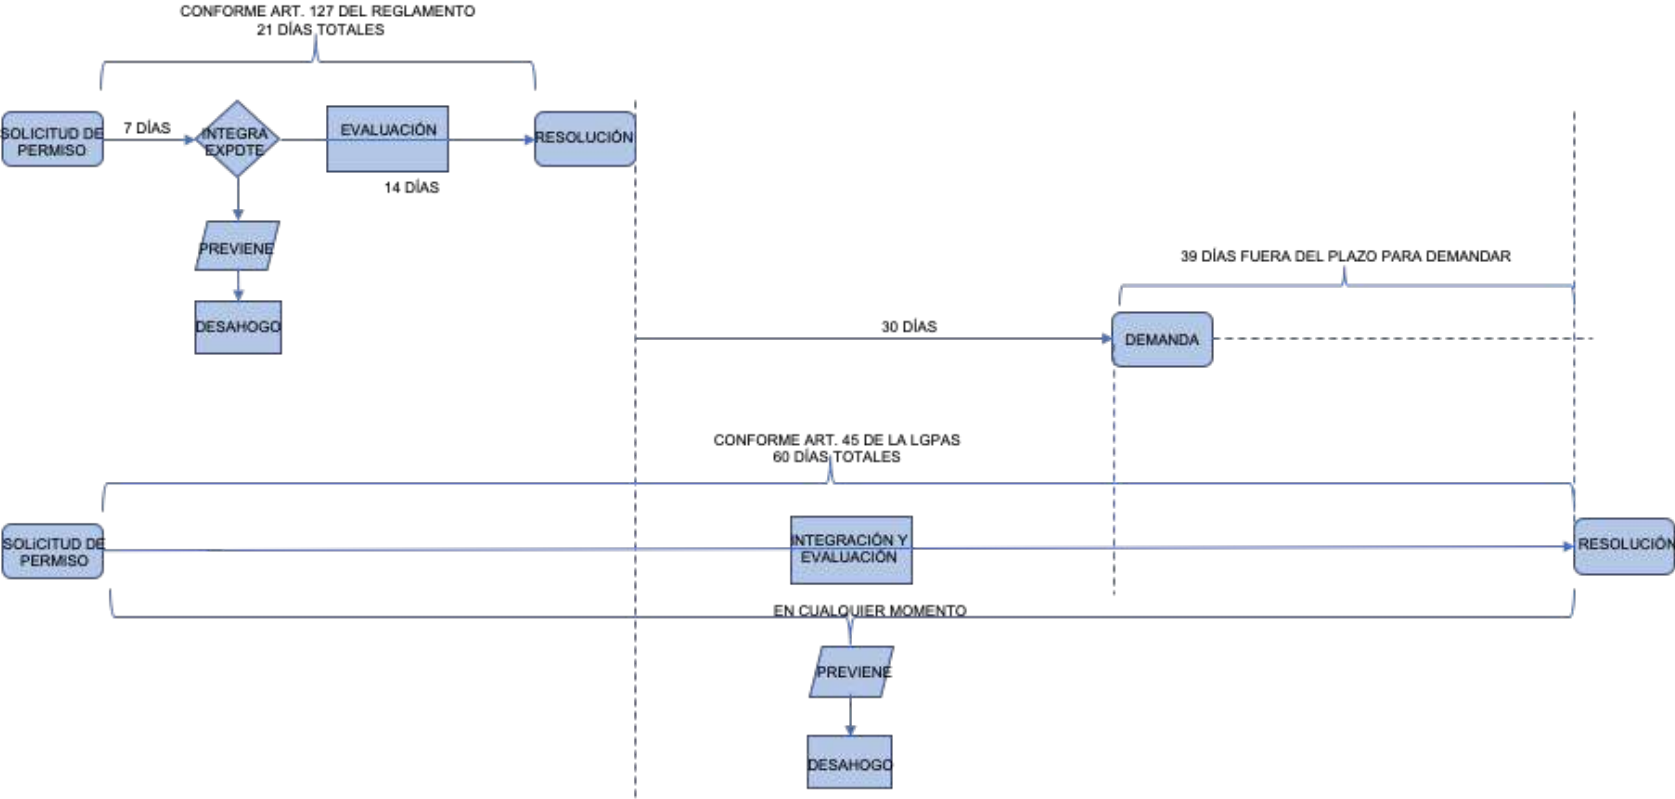 CONFORME ART. 127 DEL REGLAMENTO
21 DÍAS TOTALES
SOLICITUD DE
PERMISO
7 DÍAS
INTEGRA
EXPDTE
EVALUACIÓN
14 DÍAS
RESOLUCIÓN
PREVIENE
DESAHOGO
39 DÍAS FUERA DEL PLAZO PARA DEMANDAR
30 DÍAS
DEMANDA
CONFORME ART. 45 DE LA LGPAS
60 DÍAS TOTALES
SOLiCITUD DE
PERMISO
INTEGRACIÓN Y
EVALUACIÓN
RESOLUCIÓN
EN CUALQUIER MOMENTO
PREVIENE
DESAHOGO